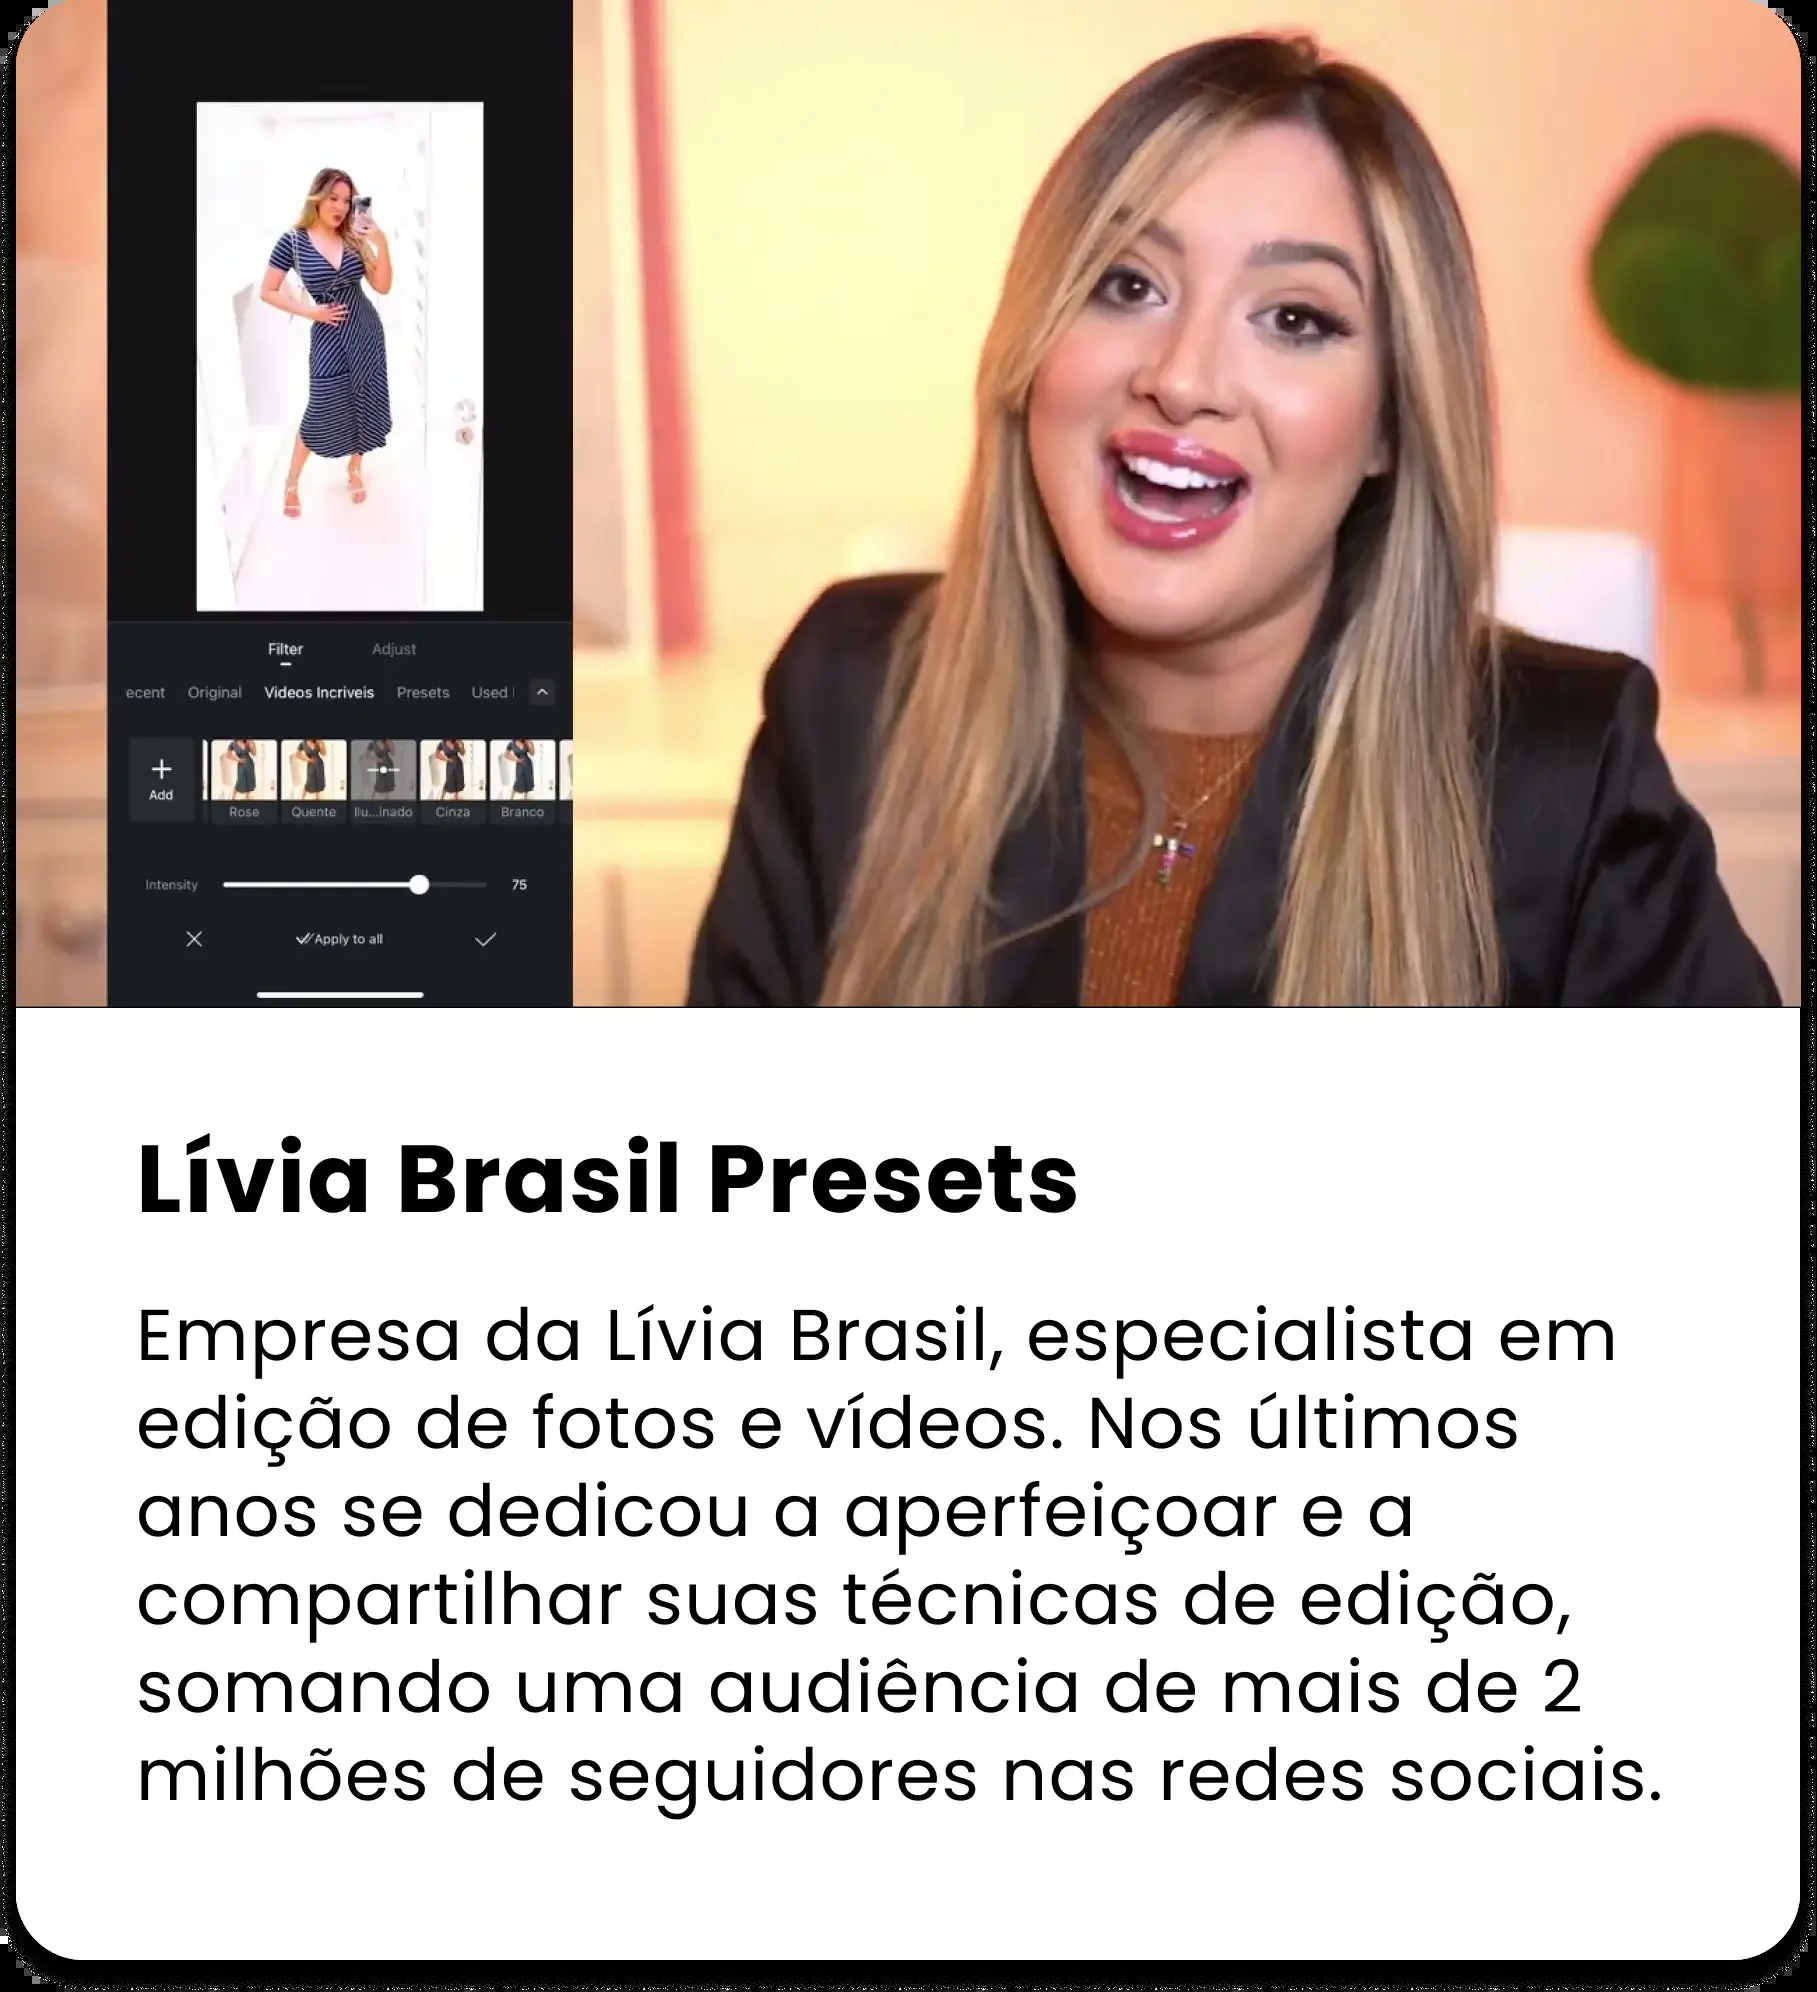 Filter Adjust
ecent Original Videos Incriveis Presets Used
Add
Rose Quente Ilu...inado Cinza Branco
Intensity 75
Apply to all
Lívia Brasil Presets
Empresa da Lívia Brasil, especialista em
edição de fotos e vídeos. Nos últimos
anos se dedicou a aperfeiçoar e a
compartilhar suas técnicas de edição,
somando uma audiência de mais de 2
milhões de seguidores nas redes sociais.